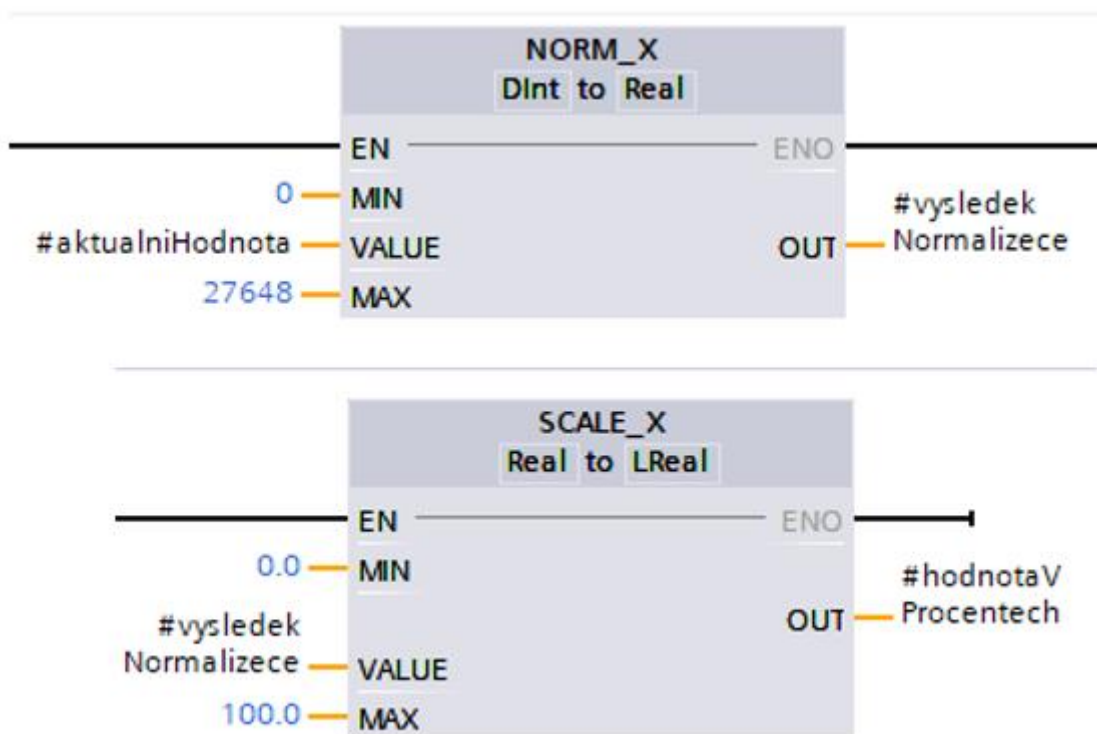 NORM_X
DInt to Real
EN ENO
0 MIN
#vysledek
#aktualniHodnota VALUE OUT Normalizece
27648 MAX
SCALE_X
Real to LReal
EN ENO
0.0 MIN
#hodnotaV
#vysledek OUT Procentech
Normalizece VALUE
100.0 MAX